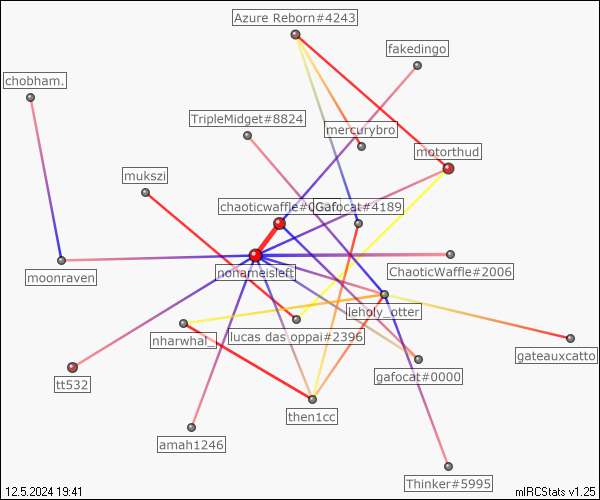 Azure Reborn#4243
fakedingo
chobham.
TripleMidget#8824
mercurybro
motorthud
mukszi
chaoticwaffle#0
Gafocat#4189
moonraven
nonameisleft
ChaoticWaffle#2006
leholy_otter
nharwhal_
lucas das oppai#2396
gateauxcatto
gafocat#0000
tt532
then1cc
amah1246
Thinker#5995
12.5.2024 19:41
mIRCStats v1.25